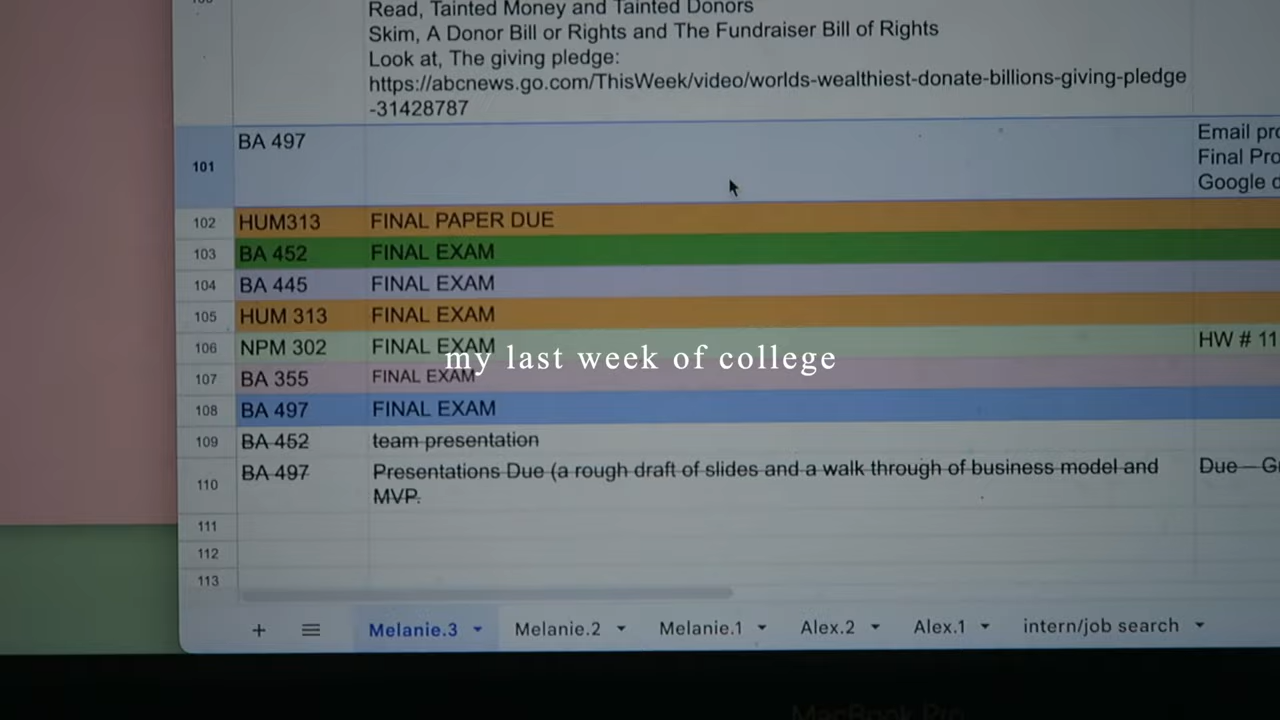 Read, Tainted Money and Tainted Donors
Skim, A Donor Bill or Rights and The Fundraiser Bill of Rights
Look at, The giving pledge:
https://abcnews.go.com/ThisWeek/video/worlds-wealthiest-donate-billions-giving-pledge
-31428787
101 BA 497
Email
Final
Google
102 HUM313 FINAL PAPER DUE
103 BA 452 FINAL EXAM
104 BA 445 FINAL EXAM
105 HUM 313 FINAL EXAM
106 NPM 302 FINAL EXAM HW # 11
my last week of college
107 BA 355 FINAL EXAM
108 BA 497 FINAL EXAM
109 BA 452 team presentation
110 BA 497 Presentations Due (a rough draft of slides and a walk through of business model and Due
MVP.
111
112
113
+ Melanie.3 Melanie.2 Melanie.1 Alex.2 Alex.1 intern/job search
MacBook Pro